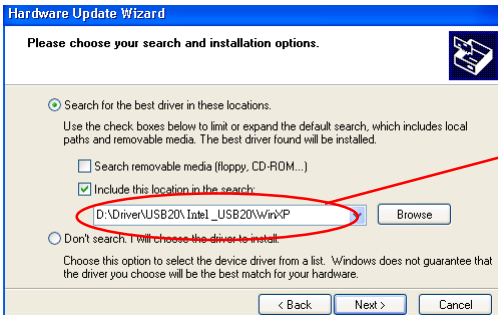 Hardware Update Wizard
Please choose your search and installation options.
Search for the best driver in these locations.
Use the check boxes below to limit or expand the default search, which includes local
paths and removable media. The best driver found will be installed.
Search removable media (floppy, CD-ROM...)
Include this location in the search:
D:\Driver\USB20\ Intel _USB20\WinXP
Browse
Don't search. I will choose the driver to install.
Choose this option to select the device driver from a list. Windows does not guarantee that
the driver you choose will be the best match for your hardware.
< Back
Next >
Cancel